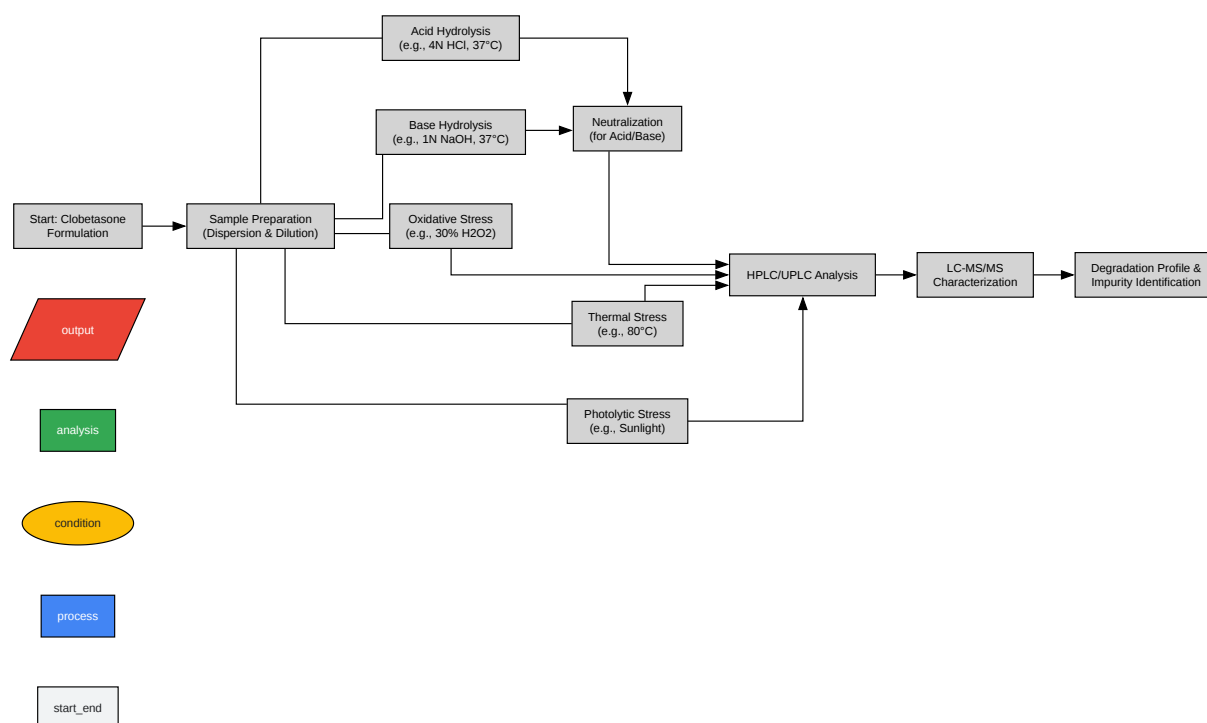 Acid Hydrolysis
(e.g., 4N HCl, 37°C)
Base Hydrolysis
(e.g., 1N NaOH, 37°C)
Neutralization
(for Acid/Base)
Start: Clobetasone
Formulation
Sample Preparation
(Dispersion & Dilution)
Oxidative Stress
(e.g., 30% H2O2)
HPLC/UPLC Analysis
LC-MS/MS
Characterization
Degradation Profile &
Impurity Identification
Thermal Stress
(e.g., 80°C)
Photolytic Stress
(e.g., Sunlight)
output
analysis
condition
process
start_end